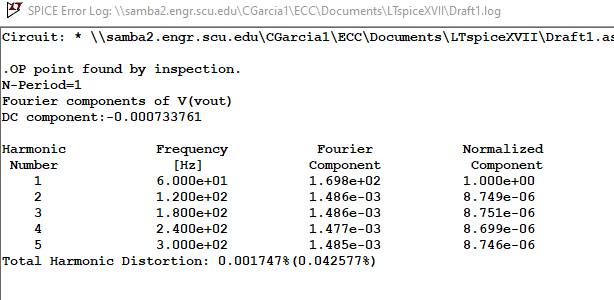 SPICE Error Log: \\samba2.engr.scu.edu\CGarcia1\ECC\Documents\LTspiceXVII\Draft1.log
Circuit: * \\samba2.engr.scu.edu\CGarcia1\ECC\Documents\LTspiceXVII\Draft1.as
.OP point found by inspection.
N-Period=1
Fourier components of V(vout)
DC component:-0.000733761
Harmonic Frequency Fourier Normalized
Number [Hz] Component Component
1 6.000e+01 1.698e+02 1.000e+00
2 1.200e+02 1.486e-03 8.749e-06
3 1.800e+02 1.486e-03 8.751e-06
4 2.400e+02 1.477e-03 8.699e-06
5 3.000e+02 1.485e-03 8.746e-06
Total Harmonic Distortion: 0.001747%(0.042577%)